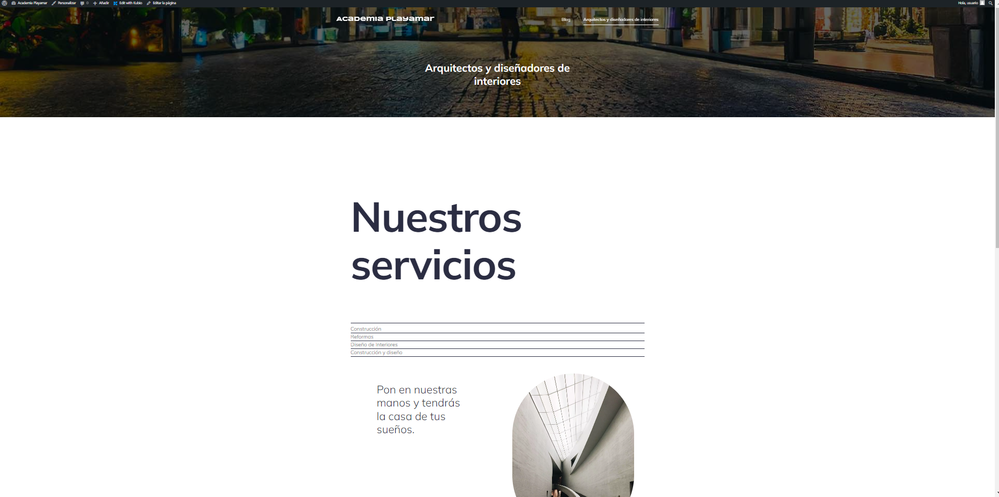 Academia Playamar Personalizar 0 Añadir Edit with Kubio Editar la página Hola, usuario
Academia Playamar Blog Arquitectos y diseñadores de interiores
Arquitectos y diseñadores de
interiores
Nuestros
servicios
Construcción
Reformas
Diseño de Interiores
Construcción y diseño
Pon en nuestras
manos y tendrás
la casa de tus
sueños.